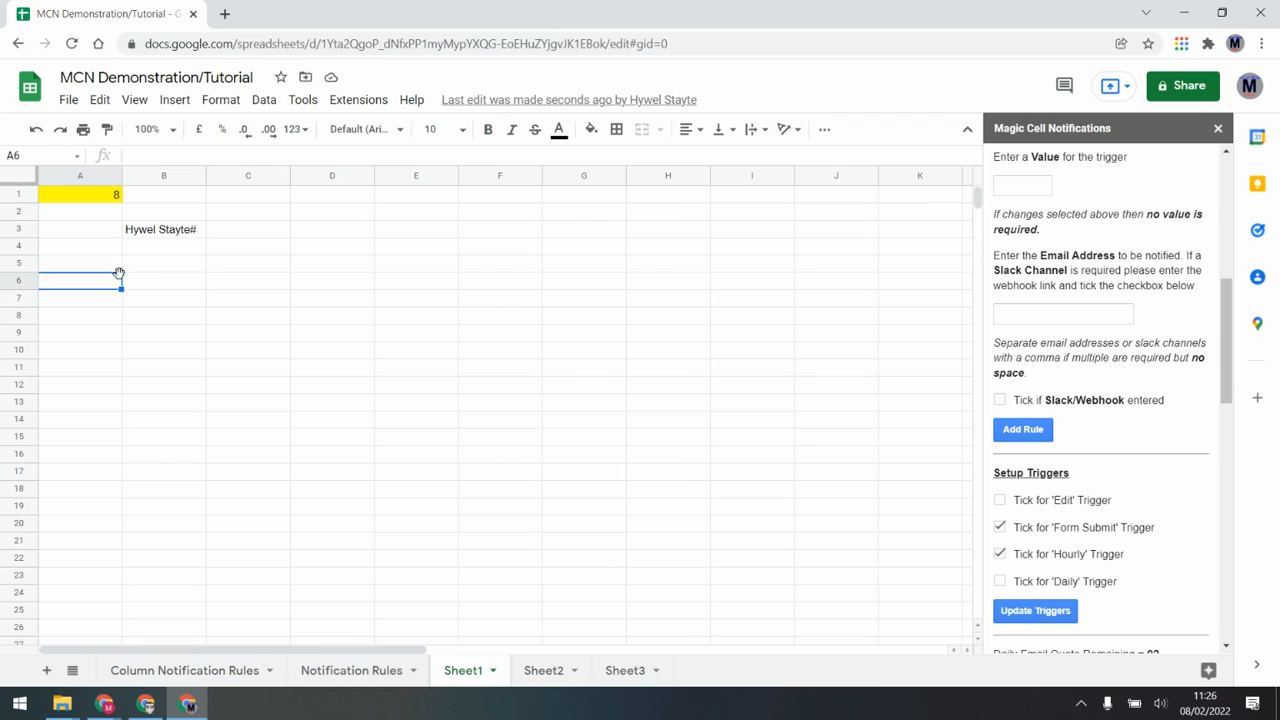 MCN Demonstration/Tutorial - G
docs.google.com/spreadsheets/d/1Yta2QgoP_dNfxPP1myMypYXzG-EoEHuZYjgvJK1EBok/edit#gid=0
M
MCN Demonstration/Tutorial
File Edit View Insert Format Data Tools Extensions Help Last edit was made seconds ago by Hywel Stayte
Share
M
100% £ % .0 .00 123 Default (Ari... 10 B I S A
Magic Cell Notifications
A6 fx
A B C D E F G H I J K
1 8
2
3 Hywel Stayte#
4
5
6
7
8
9
10
11
12
13
14
15
16
17
18
19
20
21
22
23
24
25
26
27
Enter a Value for the trigger
If changes selected above then no value is
required.
Enter the Email Address to be notified. If a
Slack Channel is required please enter the
webhook link and tick the checkbox below
Separate email addresses or slack channels
with a comma if multiple are required but no
space.
Tick if Slack/Webhook entered
Add Rule
Setup Triggers
Tick for 'Edit' Trigger
Tick for 'Form Submit' Trigger
Tick for 'Hourly' Trigger
Tick for 'Daily' Trigger
Update Triggers
Daily Email Quota Remaining = 92
Column Notification Rules Notification Rules Sheet1 Sheet2 Sheet3
11:26
08/02/2022